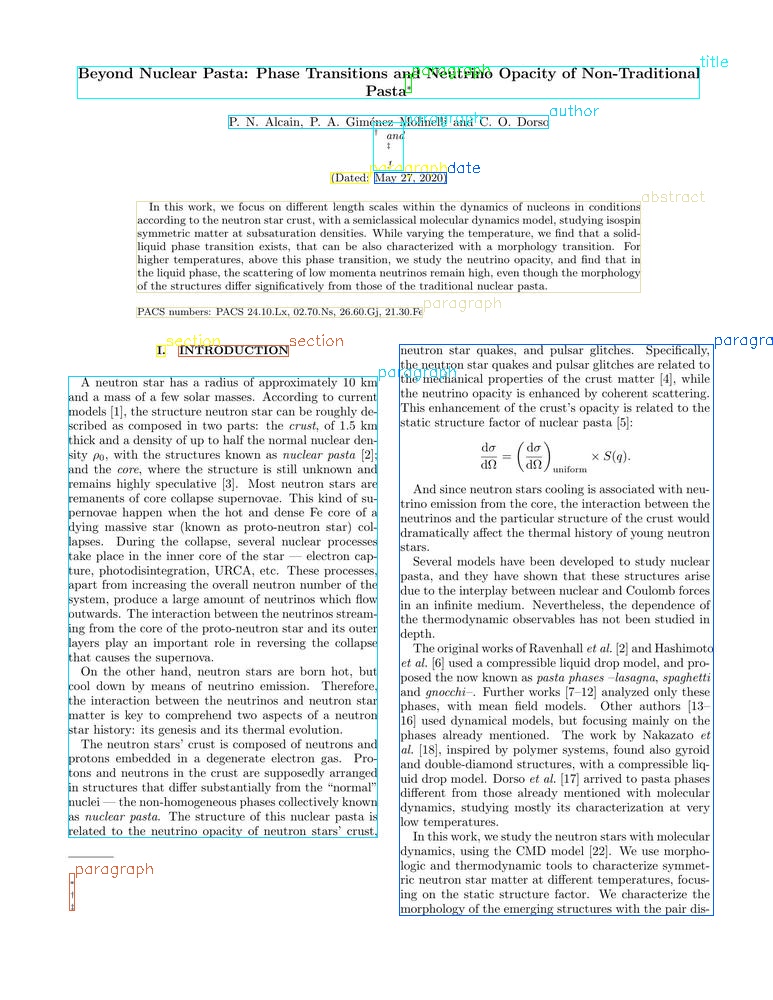 title
Beyond Nuclear Pasta: Phase Transitions and Neutrino Opacity of Non-Traditional
paragraph
Pasta*
author
paragraph
P. N. Alcain, P. A. Giménez Molinelli and C. O. Dorso
† and
‡
paragraph
date
(Dated: May 27, 2020)
abstract
In this work, we focus on different length scales within the dynamics of nucleons in conditions
according to the neutron star crust, with a semiclassical molecular dynamics model, studying isospin
symmetric matter at subsaturation densities. While varying the temperature, we find that a solid-
liquid phase transition exists, that can be also characterized with a morphology transition. For
higher temperatures, above this phase transition, we study the neutrino opacity, and find that in
the liquid phase, the scattering of low momenta neutrinos remain high, even though the morphology
of the structures differ significatively from those of the traditional nuclear pasta.
paragraph
PACS numbers: PACS 24.10.Lx, 02.70.Ns, 26.60.Gj, 21.30.Fe
section
section
I. INTRODUCTION
paragraph
A neutron star has a radius of approximately 10 km
and a mass of a few solar masses. According to current
models [1], the structure neutron star can be roughly de-
scribed as composed in two parts: the crust, of 1.5 km
thick and a density of up to half the normal nuclear den-
sity ρ0, with the structures known as nuclear pasta [2];
and the core, where the structure is still unknown and
remains highly speculative [3]. Most neutron stars are
remanents of core collapse supernovae. This kind of su-
pernovae happen when the hot and dense Fe core of a
dying massive star (known as proto-neutron star) col-
lapses. During the collapse, several nuclear processes
take place in the inner core of the star — electron cap-
ture, photodisintegration, URCA, etc. These processes,
apart from increasing the overall neutron number of the
system, produce a large amount of neutrinos which flow
outwards. The interaction between the neutrinos stream-
ing from the core of the proto-neutron star and its outer
layers play an important role in reversing the collapse
that causes the supernova.
On the other hand, neutron stars are born hot, but
cool down by means of neutrino emission. Therefore,
the interaction between the neutrinos and neutron star
matter is key to comprehend two aspects of a neutron
star history: its genesis and its thermal evolution.
The neutron stars’ crust is composed of neutrons and
protons embedded in a degenerate electron gas. Pro-
tons and neutrons in the crust are supposedly arranged
in structures that differ substantially from the “normal”
nuclei — the non-homogeneous phases collectively known
as nuclear pasta. The structure of this nuclear pasta is
related to the neutrino opacity of neutron stars’ crust,
paragraph
*
†
‡
paragra
neutron star quakes, and pulsar glitches. Specifically,
the neutron star quakes and pulsar glitches are related to
the mechanical properties of the crust matter [4], while
the neutrino opacity is enhanced by coherent scattering.
This enhancement of the crust’s opacity is related to the
static structure factor of nuclear pasta [5]:
dσ/dΩ = (dσ/dΩ)uniform × S(q).
And since neutron stars cooling is associated with neu-
trino emission from the core, the interaction between the
neutrinos and the particular structure of the crust would
dramatically affect the thermal history of young neutron
stars.
Several models have been developed to study nuclear
pasta, and they have shown that these structures arise
due to the interplay between nuclear and Coulomb forces
in an infinite medium. Nevertheless, the dependence of
the thermodynamic observables has not been studied in
depth.
The original works of Ravenhall et al. [2] and Hashimoto
et al. [6] used a compressible liquid drop model, and pro-
posed the now known as pasta phases –lasagna, spaghetti
and gnocchi–. Further works [7–12] analyzed only these
phases, with mean field models. Other authors [13–
16] used dynamical models, but focusing mainly on the
phases already mentioned. The work by Nakazato et
al. [18], inspired by polymer systems, found also gyroid
and double-diamond structures, with a compressible liq-
uid drop model. Dorso et al. [17] arrived to pasta phases
different from those already mentioned with molecular
dynamics, studying mostly its characterization at very
low temperatures.
In this work, we study the neutron stars with molecular
dynamics, using the CMD model [22]. We use morpho-
logic and thermodynamic tools to characterize symmet-
ric neutron star matter at different temperatures, focus-
ing on the static structure factor. We characterize the
morphology of the emerging structures with the pair dis-